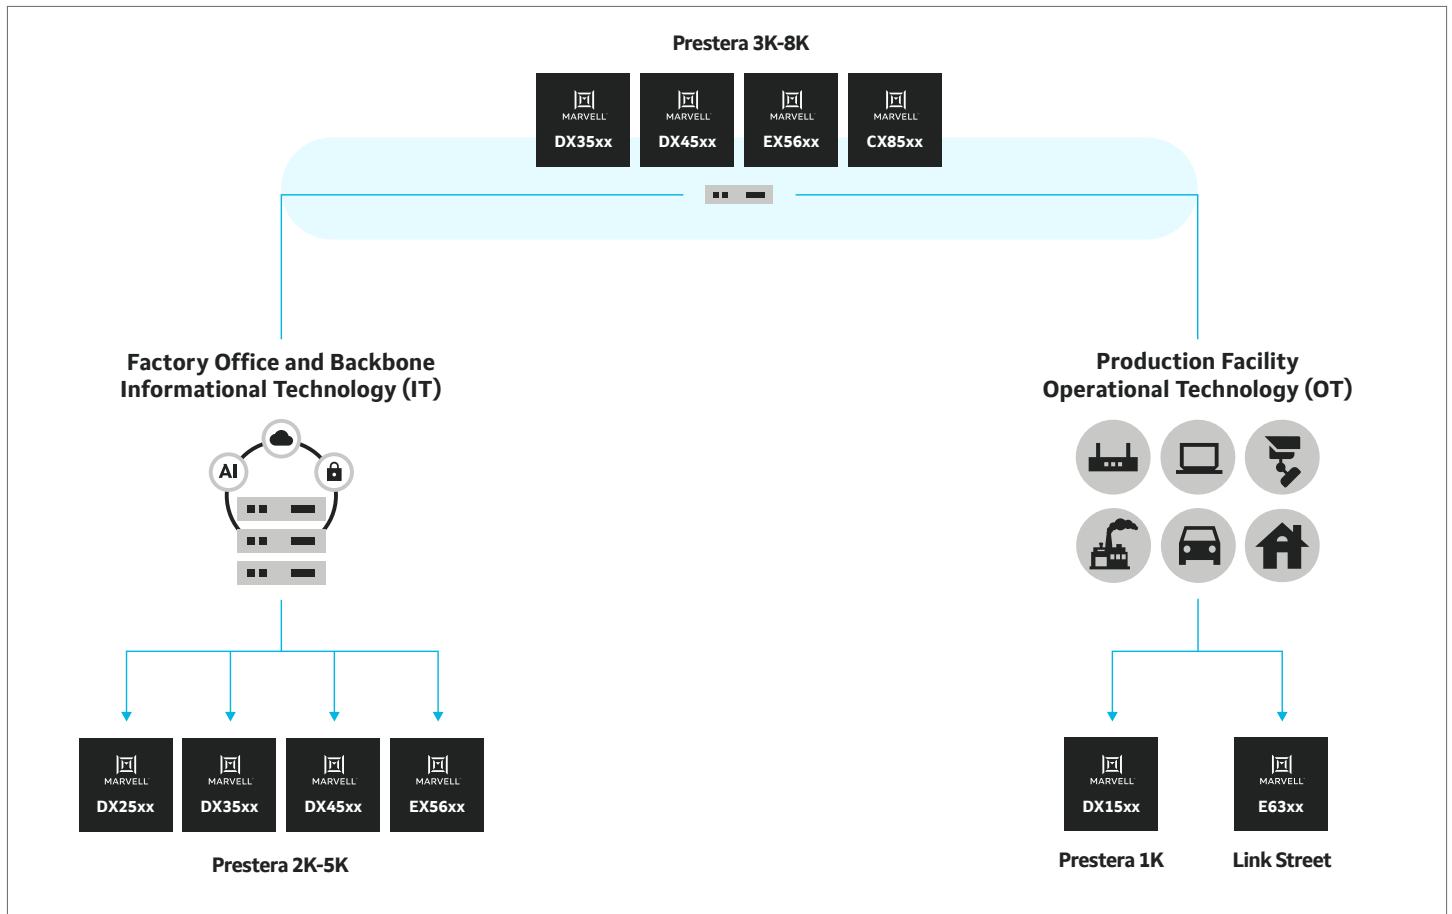 Prestera 3K-8K
MARVELL
DX35xx
MARVELL
DX45xx
MARVELL
EX56xx
MARVELL
CX85xx
Factory Office and Backbone
Informational Technology (IT)
AI
Production Facility
Operational Technology (OT)
MARVELL
DX25xx
MARVELL
DX35xx
MARVELL
DX45xx
MARVELL
EX56xx
Prestera 2K-5K
MARVELL
DX15xx
MARVELL
E63xx
Prestera 1K
Link Street